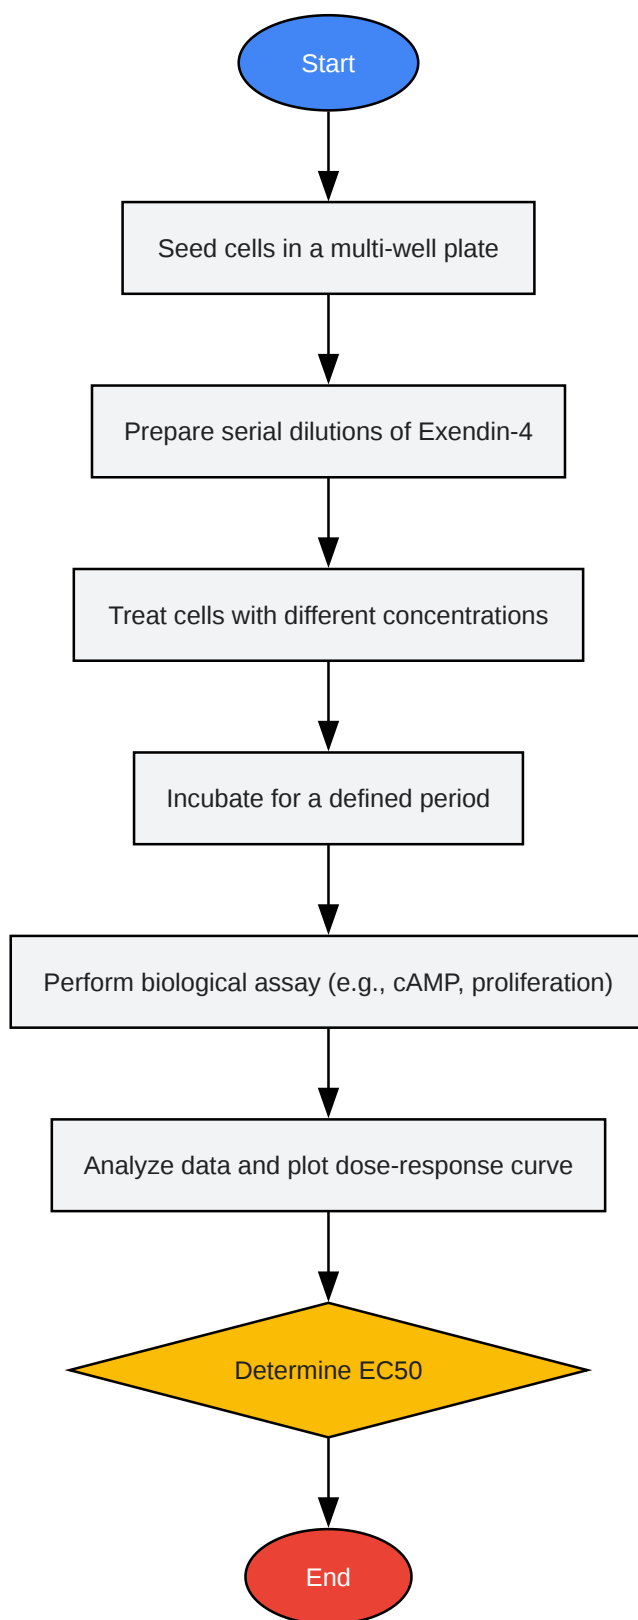 Start
Seed cells in a multi-well plate
Prepare serial dilutions of Exendin-4
Treat cells with different concentrations
Incubate for a defined period
Perform biological assay (e.g., cAMP, proliferation)
Analyze data and plot dose-response curve
Determine EC50
End